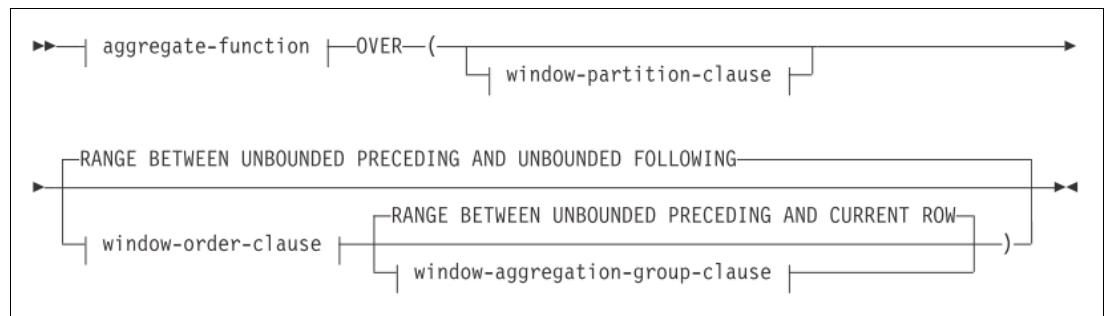 aggregate-function OVER (
window-partition-clause
RANGE BETWEEN UNBOUNDED PRECEDING AND UNBOUNDED FOLLOWING
RANGE BETWEEN UNBOUNDED PRECEDING AND CURRENT ROW
window-order-clause )
window-aggregation-group-clause